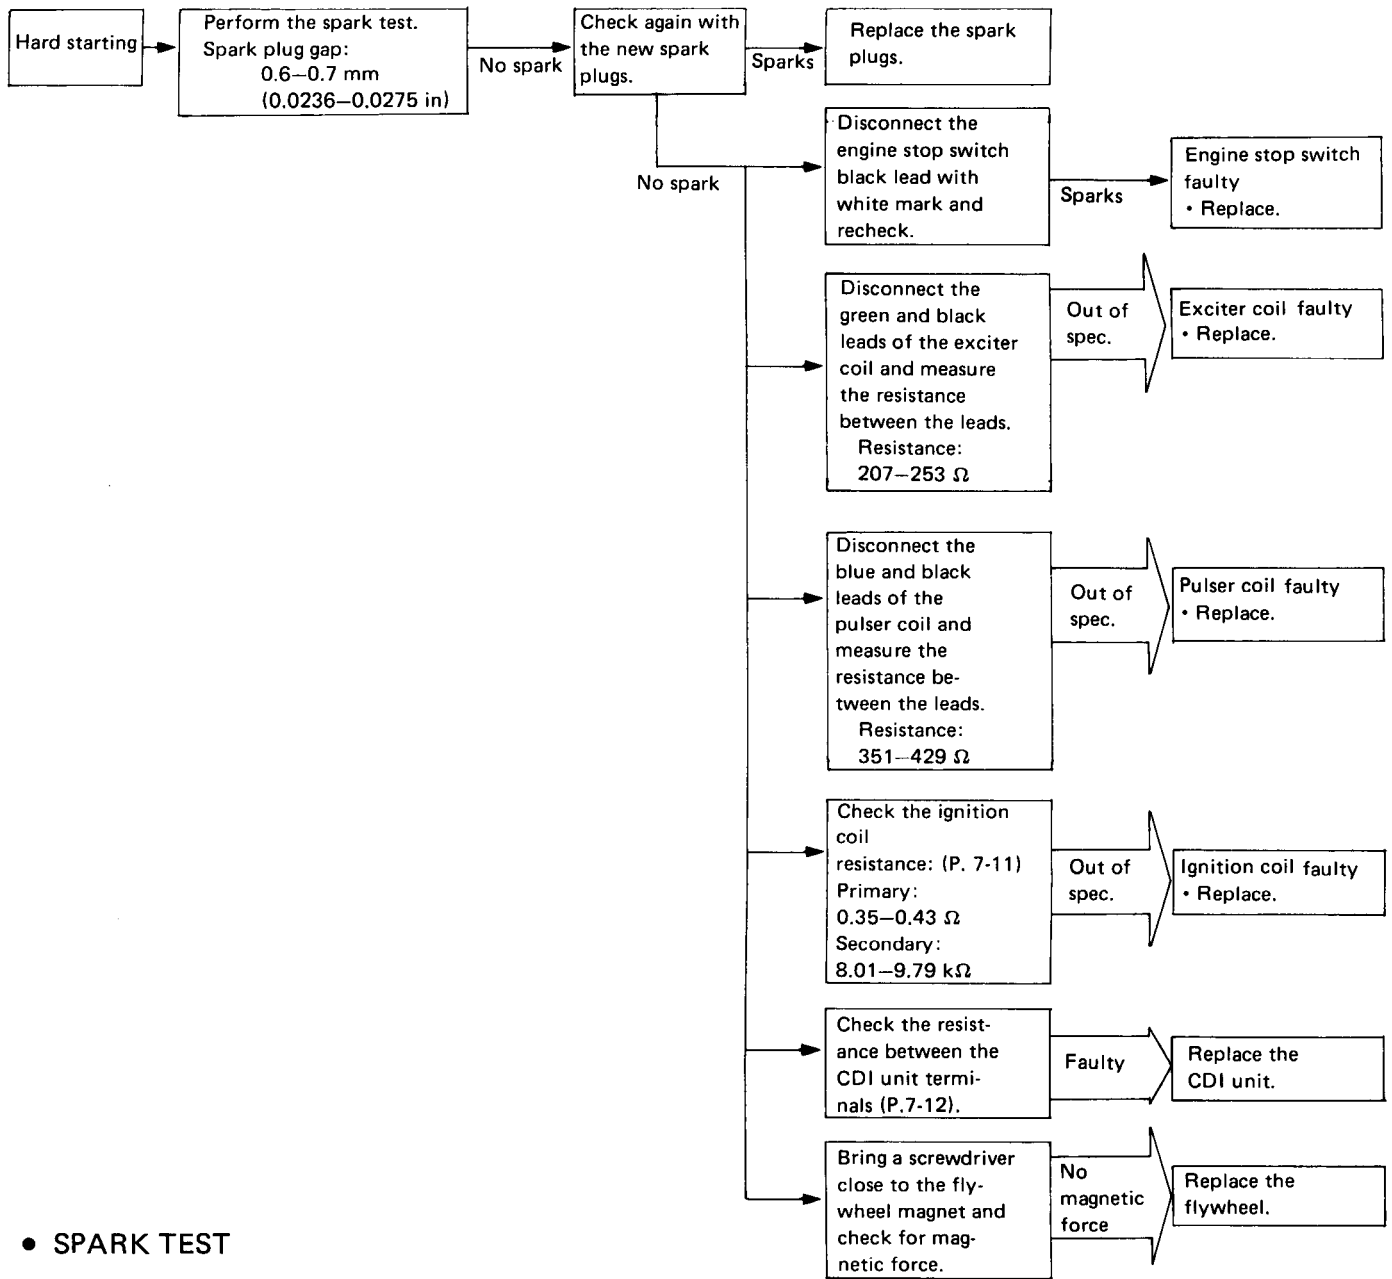 Hard starting
Perform the spark test.
Spark plug gap:
0.6–0.7 mm
(0.0236–0.0275 in)
No spark
Check again with
the new spark
plugs.
Sparks
Replace the spark
plugs.
No spark
Disconnect the
engine stop switch
black lead with
white mark and
recheck.
Sparks
Engine stop switch
faulty
• Replace.
Disconnect the
green and black
leads of the exciter
coil and measure
the resistance
between the leads.
Resistance:
207–253 Ω
Out of
spec.
Exciter coil faulty
• Replace.
Disconnect the
blue and black
leads of the
pulser coil and
measure the
resistance be-
tween the leads.
Resistance:
351–429 Ω
Out of
spec.
Pulser coil faulty
• Replace.
Check the ignition
coil
resistance: (P. 7-11)
Primary:
0.35–0.43 Ω
Secondary:
8.01–9.79 kΩ
Out of
spec.
Ignition coil faulty
• Replace.
Check the resist-
ance between the
CDI unit termi-
nals (P.7-12).
Faulty
Replace the
CDI unit.
Bring a screwdriver
close to the fly-
wheel magnet and
check for mag-
netic force.
No
magnetic
force
Replace the
flywheel.
• SPARK TEST